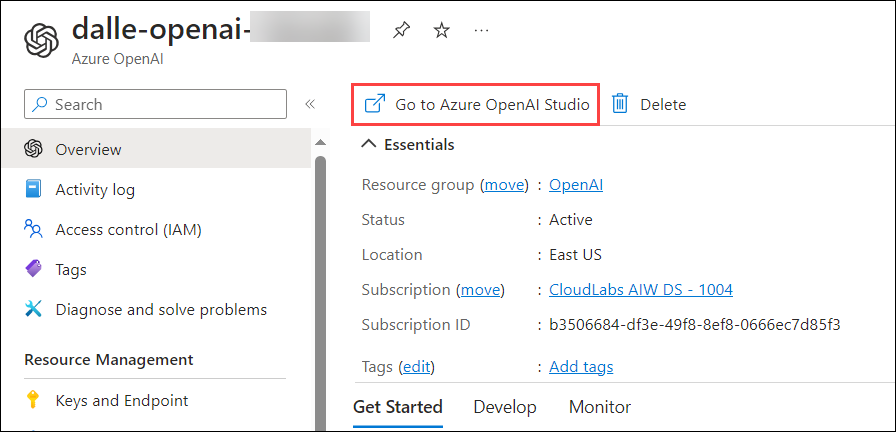 dalle-openai-
Azure OpenAI
Search
Overview
Activity log
Access control (IAM)
Tags
Diagnose and solve problems
Resource Management
Keys and Endpoint
Go to Azure OpenAI Studio
Delete
Essentials
Resource group (move) : OpenAI
Status : Active
Location : East US
Subscription (move) : CloudLabs AIW DS - 1004
Subscription ID : b3506684-df3e-49f8-8ef8-0666ec7d85f3
Tags (edit) : Add tags
Get Started Develop Monitor